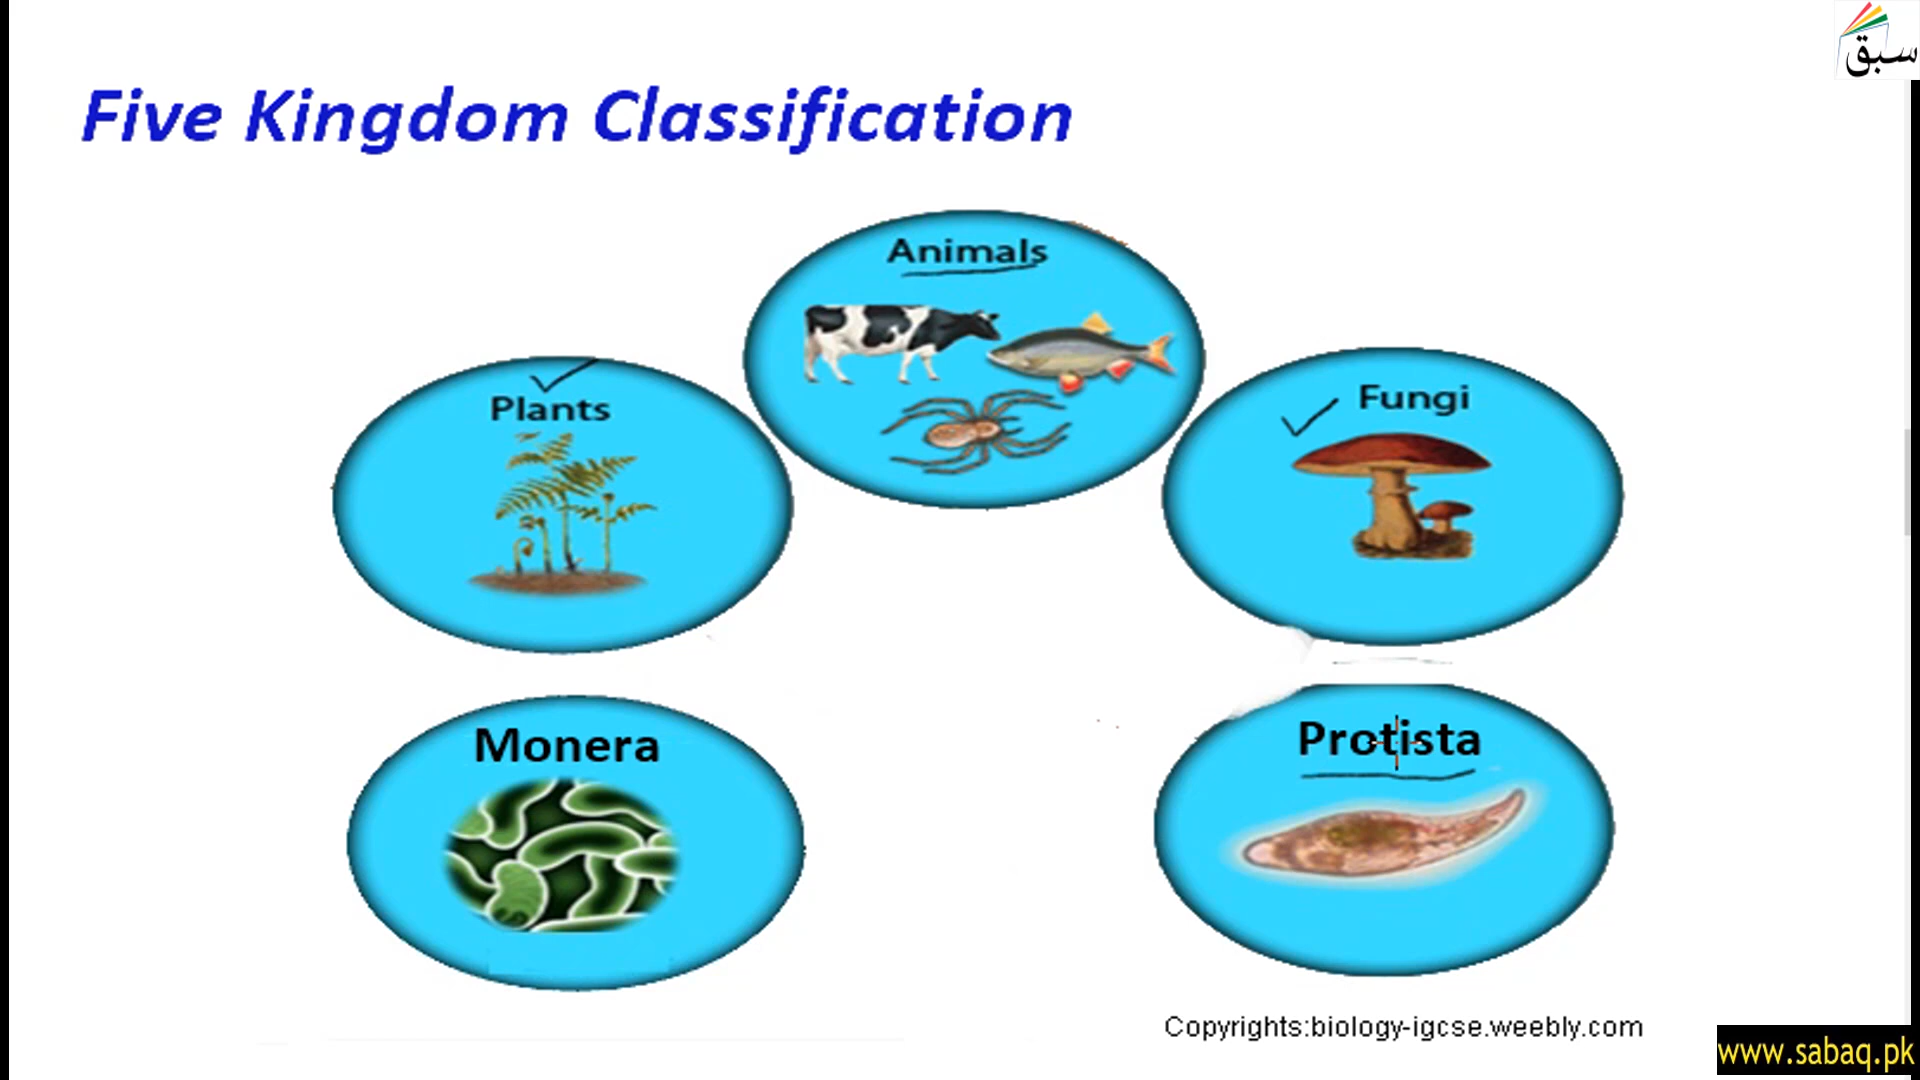 سبق
Five Kingdom Classification
Animals
Plants
Fungi
Monera
Protista
Copyrights:biology-igcse.weebly.com
www.sabaq.pk